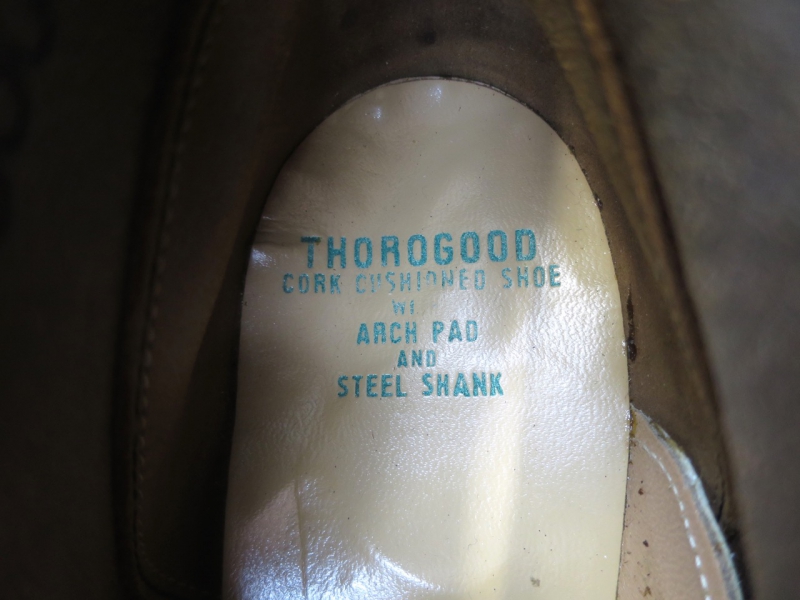 THOROGOOD
CORK CUSHIONED SHOE
ARCH PAD
AND
STEEL SHANK